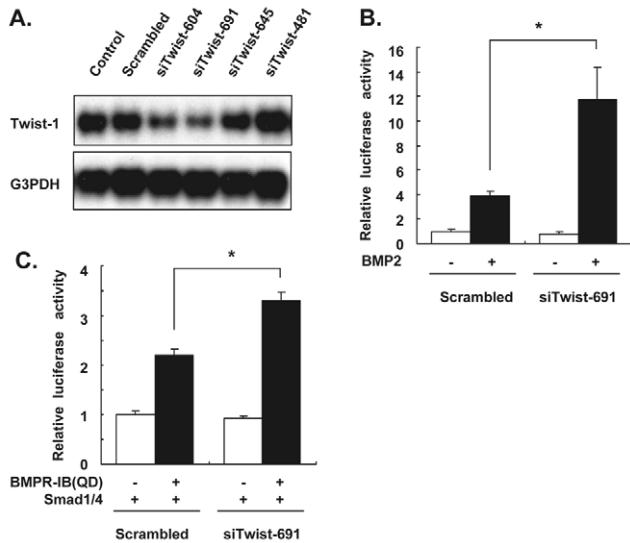 A.
Control
Scrambled
siTwist-604
siTwist-691
siTwist-645
siTwist-481
Twist-1
G3PDH
B.
Relative luciferase activity
16
14
12
10
8
6
4
2
0
*
BMP2 - + - +
Scrambled siTwist-691
C.
Relative luciferase activity
4
3
2
1
0
*
BMPR-IB(QD) - + - +
Smad1/4 + + + +
Scrambled siTwist-691